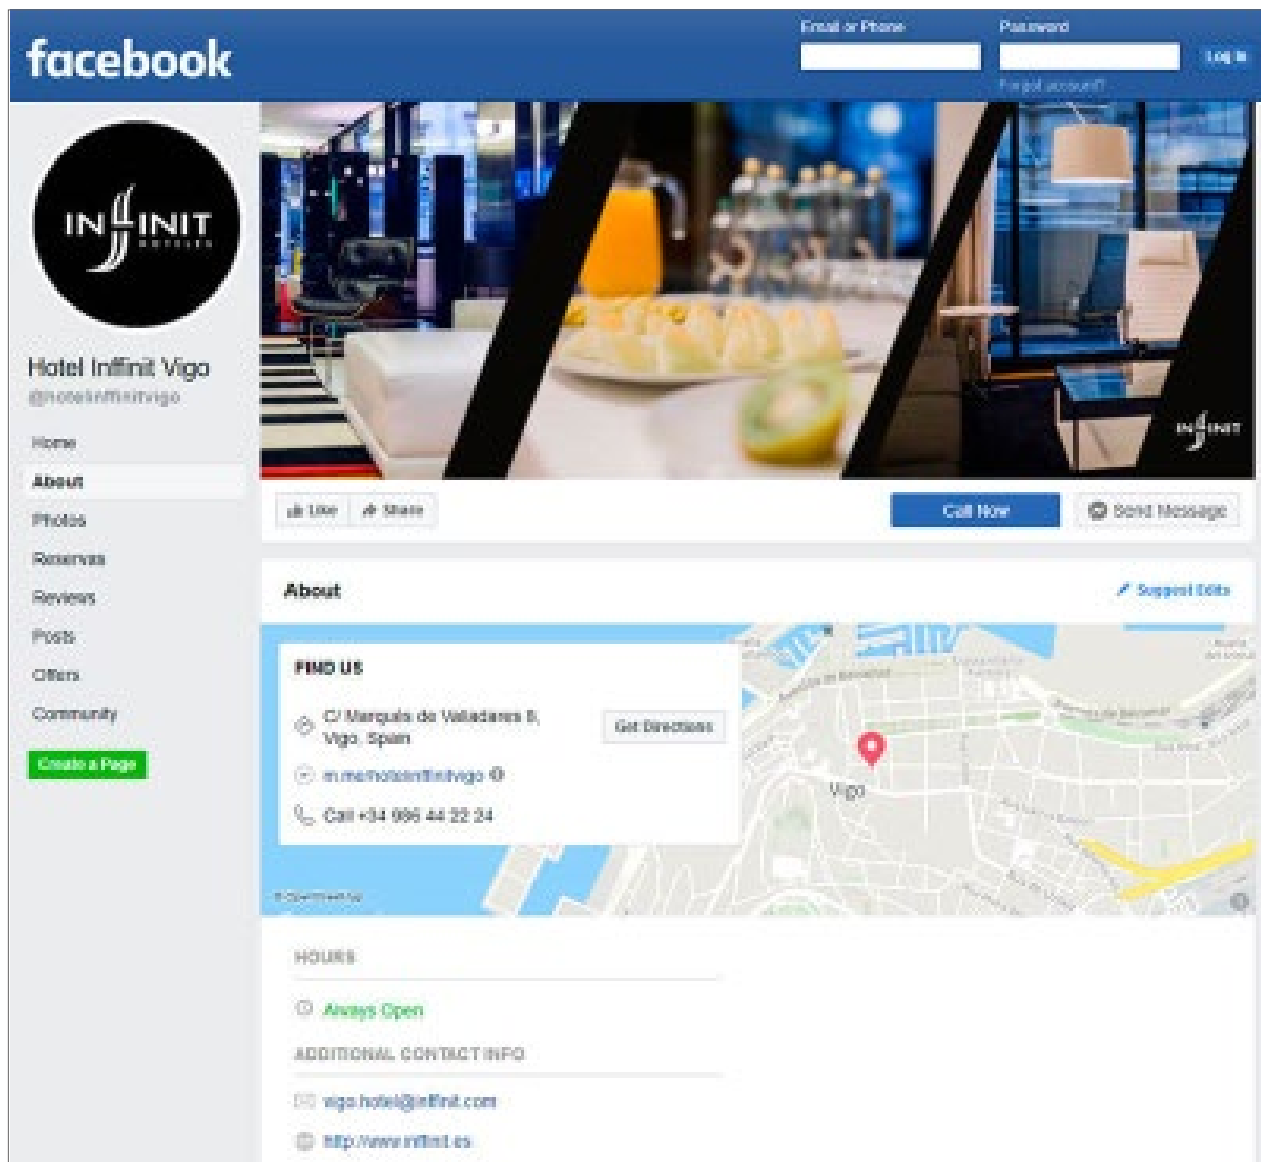 facebook
Email or Phone
Password
Log In
Forgot account?
INFFINIT
HOTELES
Hotel Inffinit Vigo
@hotelinffinitvigo
Home
About
Photos
Reservas
Reviews
Posts
Offers
Community
Create a Page
INFFINIT
Like
Share
Call Now
Send Message
About
Suggest Edits
FIND US
C/ Marqués de Valladares 8,
Vigo, Spain
Get Directions
m.me/hotelinffinitvigo
Call +34 986 44 22 24
Vigo
HOURS
Always Open
ADDITIONAL CONTACT INFO
vigo.hotel@inffinit.com
http://www.inffinit.es